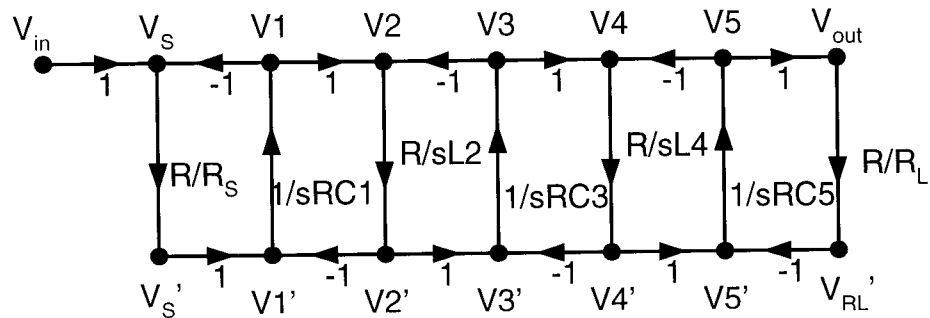 V_in V_S V1 V2 V3 V4 V5 V_out
1 -1 1 -1 1 -1 1
R/R_S 1/sRC1 R/sL2 1/sRC3 R/sL4 1/sRC5 R/R_L
1 -1 1 -1 1 -1
V_S' V1' V2' V3' V4' V5' V_RL'